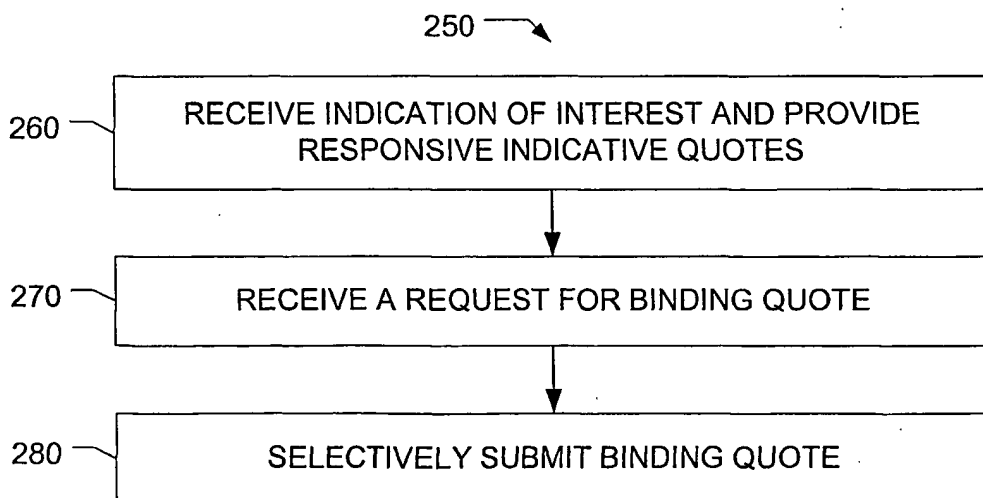 250
260
RECEIVE INDICATION OF INTEREST AND PROVIDE
RESPONSIVE INDICATIVE QUOTES
270
RECEIVE A REQUEST FOR BINDING QUOTE
280
SELECTIVELY SUBMIT BINDING QUOTE